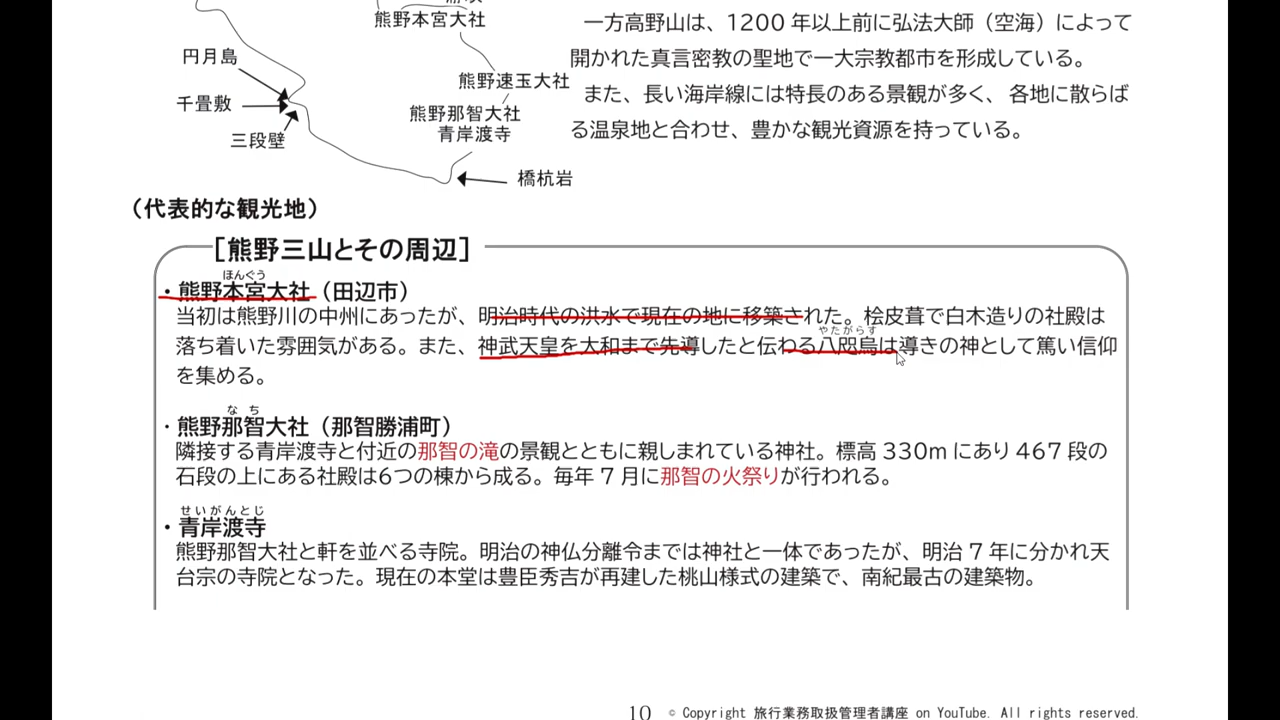 熊野本宮大社
円月島
熊野速玉大社
千畳敷
熊野那智大社
青岸渡寺
三段壁
橋杭岩
一方高野山は、1200 年以上前に弘法大師（空海）によって
開かれた真言密教の聖地で一大宗教都市を形成している。
また、長い海岸線には特長のある景観が多く、各地に散らば
る温泉地と合わせ、豊かな観光資源を持っている。
（代表的な観光地）
［熊野三山とその周辺］
ほんぐう
・熊野本宮大社（田辺市）
当初は熊野川の中州にあったが、明治時代の洪水で現在の地に移築された。桧皮葺で白木造りの社殿は
やたがらす
落ち着いた雰囲気がある。また、神武天皇を大和まで先導したと伝わる八咫烏は導きの神として篤い信仰
を集める。
なち
・熊野那智大社（那智勝浦町）
隣接する青岸渡寺と付近の那智の滝の景観とともに親しまれている神社。標高 330m にあり 467 段の
石段の上にある社殿は6つの棟から成る。毎年 7 月に那智の火祭りが行われる。
せいがんとじ
・青岸渡寺
熊野那智大社と軒を並べる寺院。明治の神仏分離令までは神社と一体であったが、明治 7 年に分かれ天
台宗の寺院となった。現在の本堂は豊臣秀吉が再建した桃山様式の建築で、南紀最古の建築物。
10 © Copyright 旅行業務取扱管理者講座 on YouTube. All rights reserved.